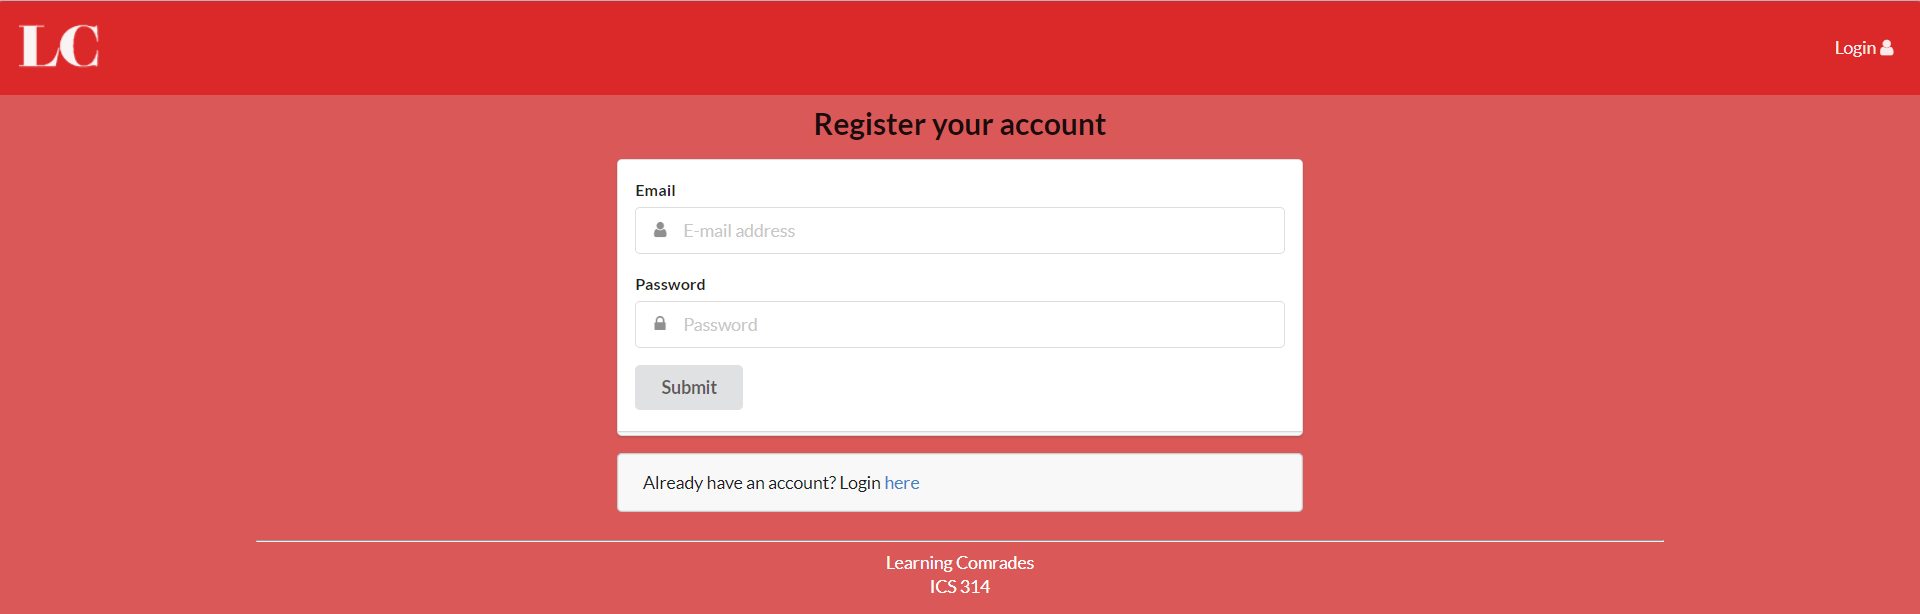 LC
Login
Register your account
Email
E-mail address
Password
Password
Submit
Already have an account? Login here
Learning Comrades
ICS 314